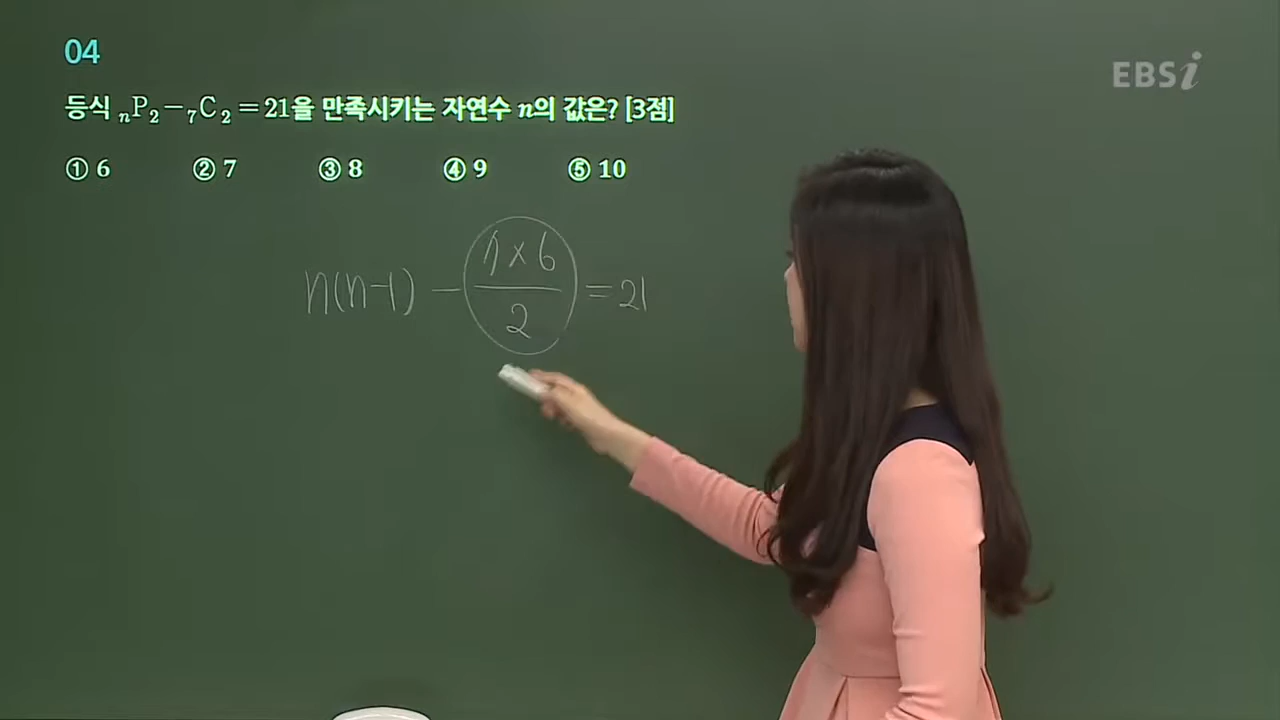 04
EBSi
등식 ₙP₂-₇C₂=21을 만족시키는 자연수 n의 값은? [3점]
① 6 ② 7 ③ 8 ④ 9 ⑤ 10
n(n-1) - (7×6)/2 = 21